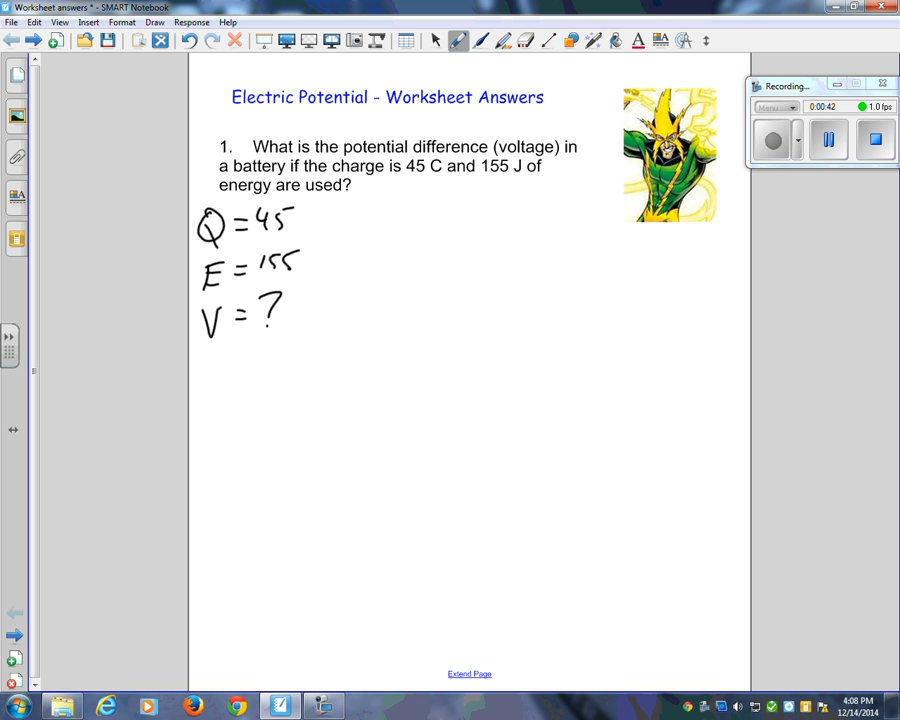 Worksheet answers * - SMART Notebook
File Edit View Insert Format Draw Response Help
Electric Potential - Worksheet Answers
Recording...
Menu... 0:00:42 1.0 fps
1. What is the potential difference (voltage) in
a battery if the charge is 45 C and 155 J of
energy are used?
Q = 45
E = 155
V = ?
Extend Page
4:08 PM
12/14/2014